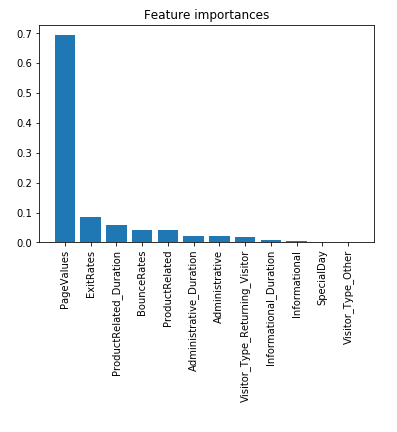 Feature importances
0.7
0.6
0.5
0.4
0.3
0.2
0.1
0.0
PageValues
ExitRates
ProductRelated_Duration
BounceRates
ProductRelated
Administrative_Duration
Administrative
Visitor_Type_Returning_Visitor
Informational_Duration
Informational
SpecialDay
Visitor_Type_Other